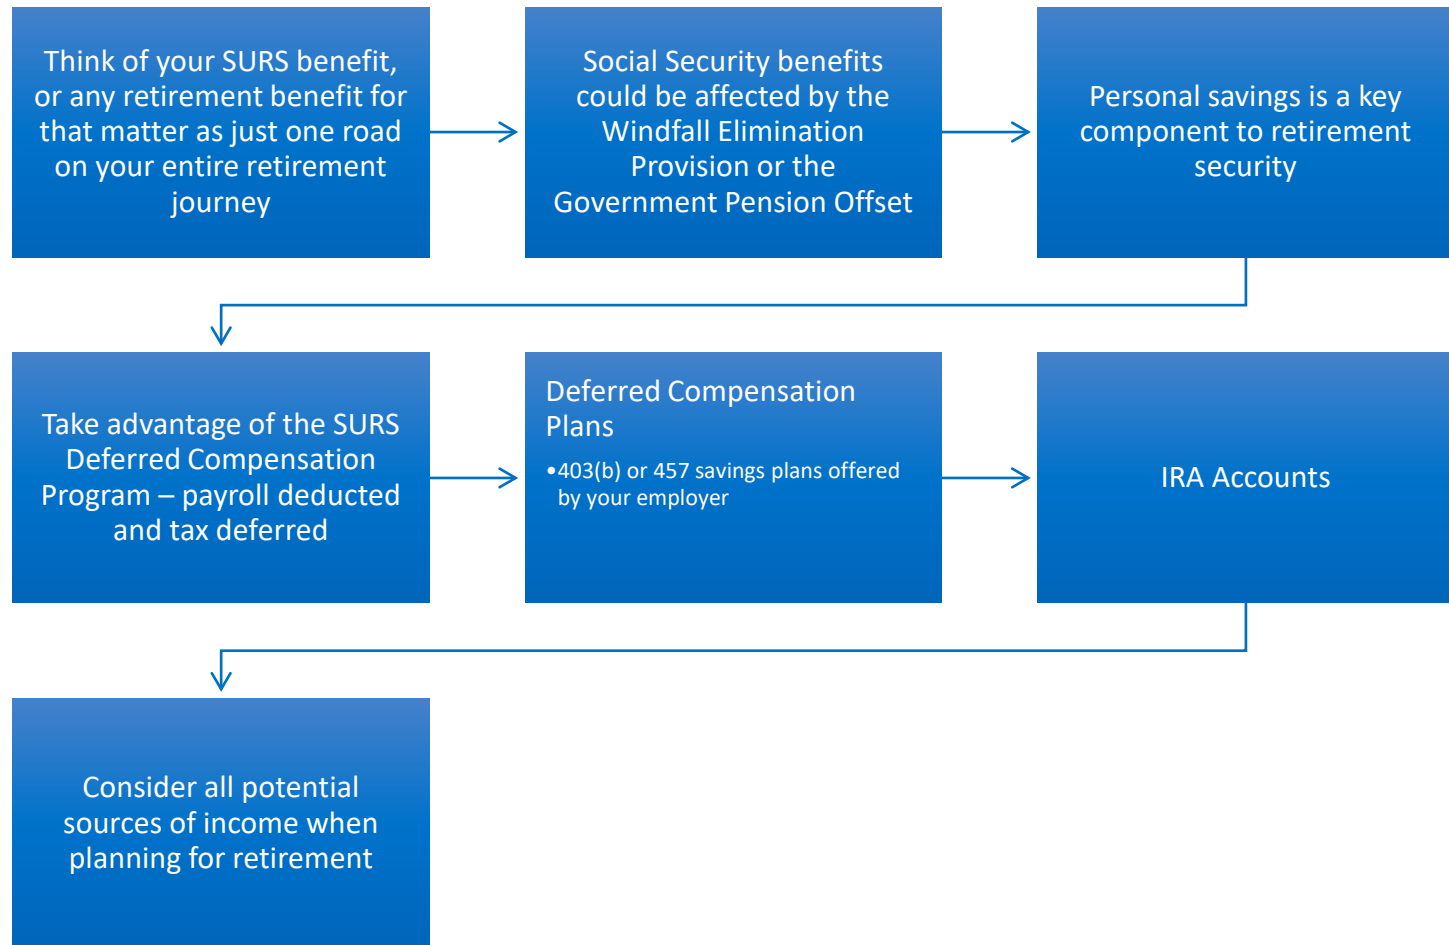 Think of your SURS benefit,
or any retirement benefit for
that matter as just one road
on your entire retirement
journey
Social Security benefits
could be affected by the
Windfall Elimination
Provision or the
Government Pension Offset
Personal savings is a key
component to retirement
security
Take advantage of the SURS
Deferred Compensation
Program – payroll deducted
and tax deferred
Deferred Compensation
Plans
•403(b) or 457 savings plans offered
by your employer
IRA Accounts
Consider all potential
sources of income when
planning for retirement